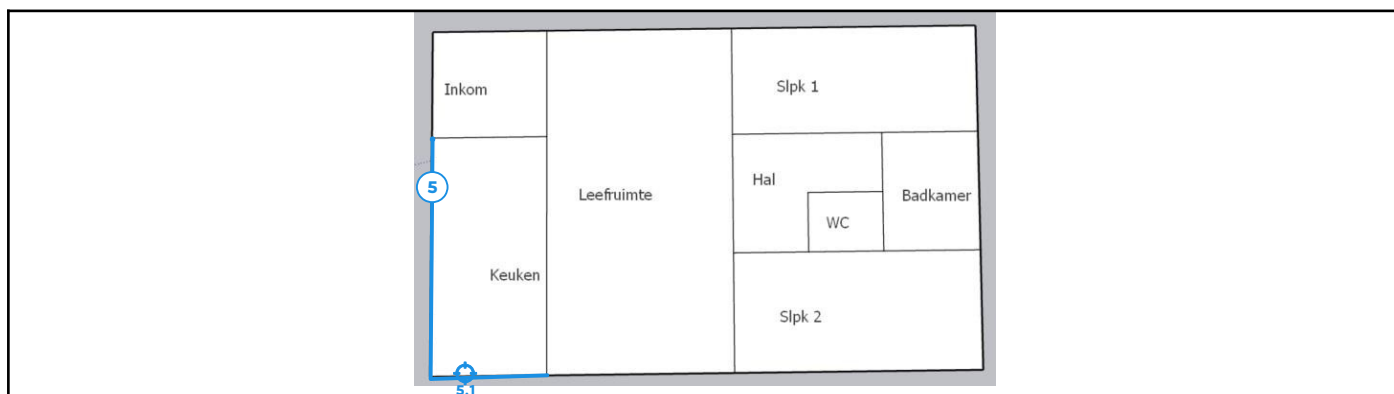 Inkom
Slpk 1
5
Leefruimte
Hal
Badkamer
WC
Keuken
Slpk 2
5.1